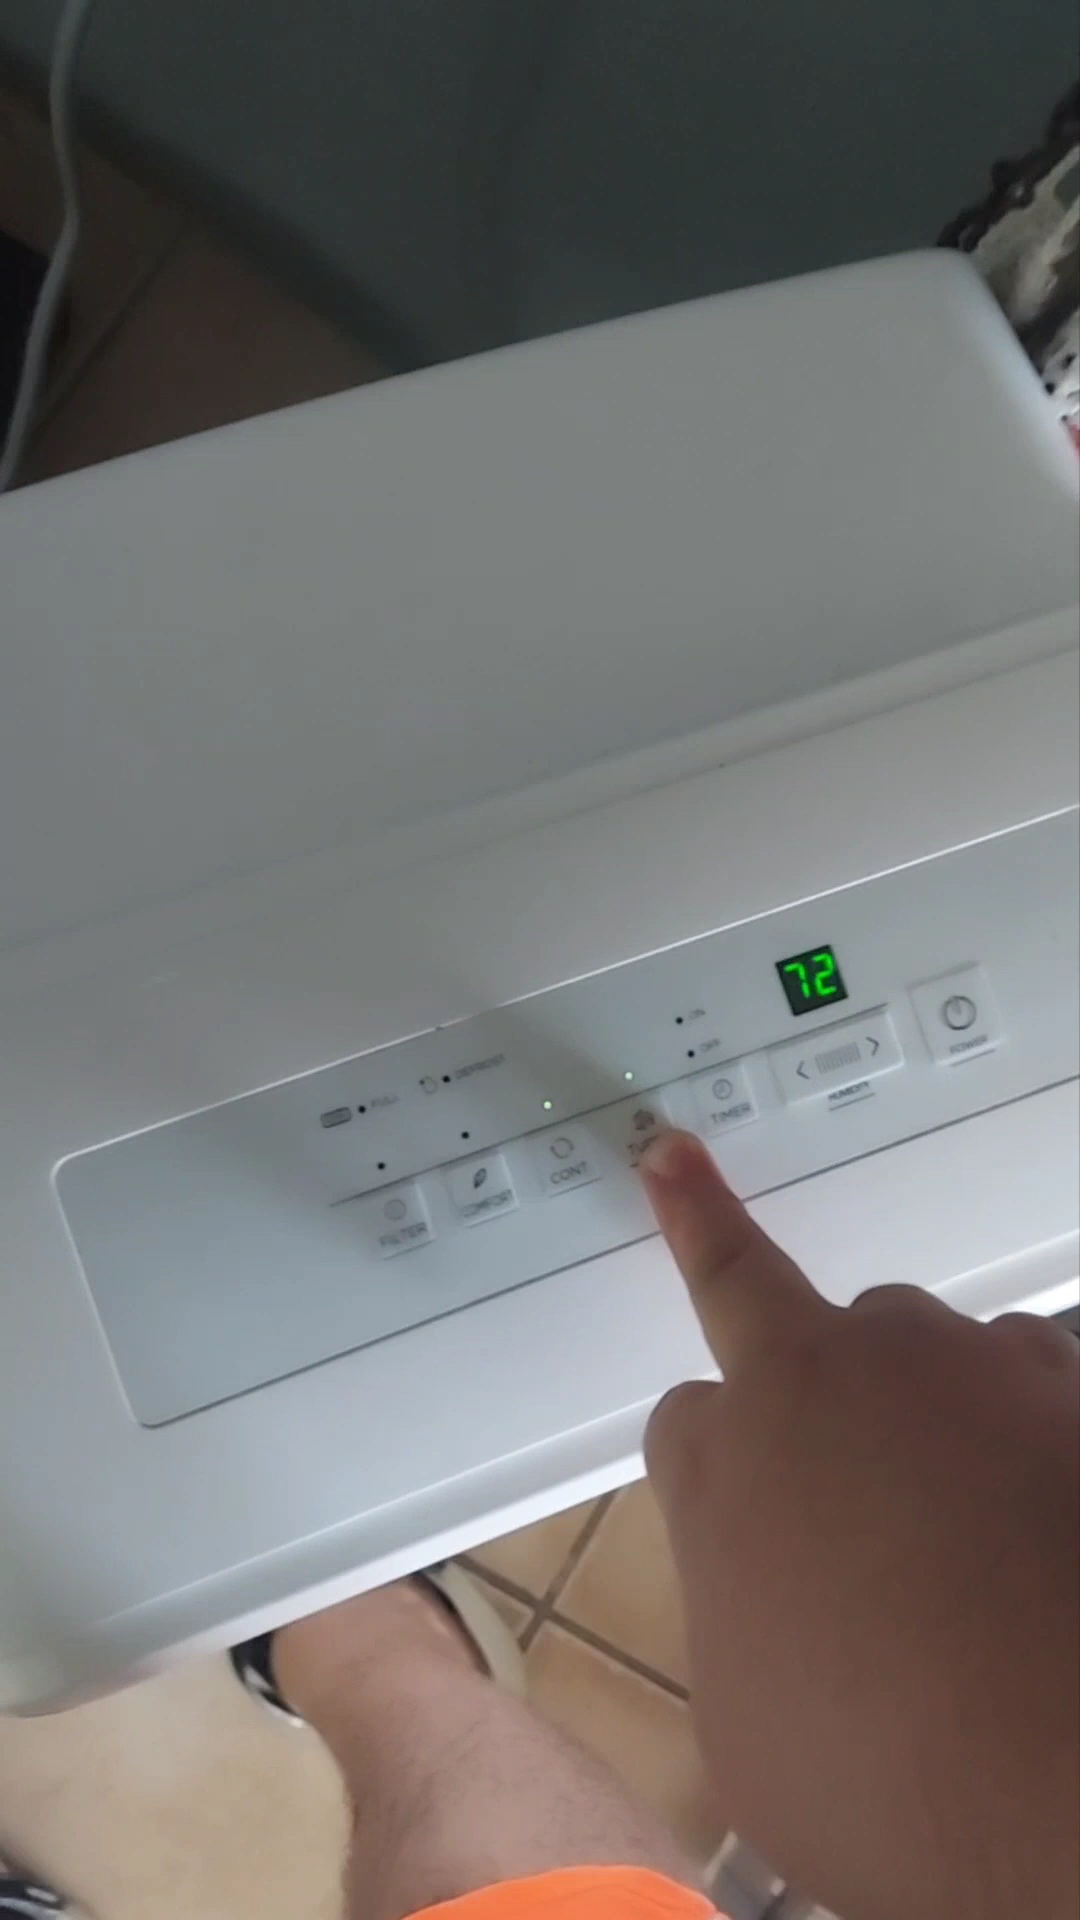 72
ON
OFF
FULL
DEFROST
POWER
HUMIDITY
TIMER
CONT
COMFORT
FILTER